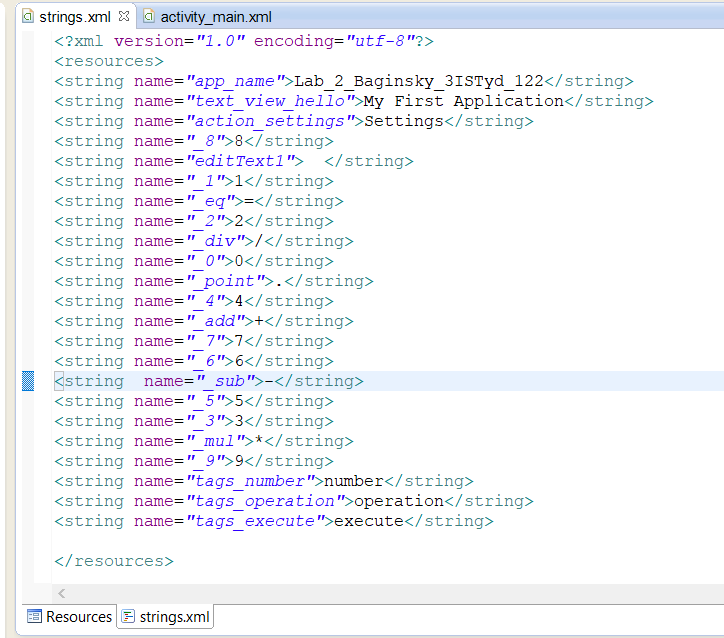 strings.xml activity_main.xml
<?xml version="1.0" encoding="utf-8"?>
<resources>
<string name="app_name">Lab_2_Baginsky_3ISTyd_122</string>
<string name="text_view_hello">My First Application</string>
<string name="action_settings">Settings</string>
<string name="_8">8</string>
<string name="editText1">  </string>
<string name="_1">1</string>
<string name="_eq">=</string>
<string name="_2">2</string>
<string name="_div">/</string>
<string name="_0">0</string>
<string name="_point">.</string>
<string name="_4">4</string>
<string name="_add">+</string>
<string name="_7">7</string>
<string name="_6">6</string>
<string  name="_sub">-</string>
<string name="_5">5</string>
<string name="_3">3</string>
<string name="_mul">*</string>
<string name="_9">9</string>
<string name="tags_number">number</string>
<string name="tags_operation">operation</string>
<string name="tags_execute">execute</string>
</resources>
Resources strings.xml